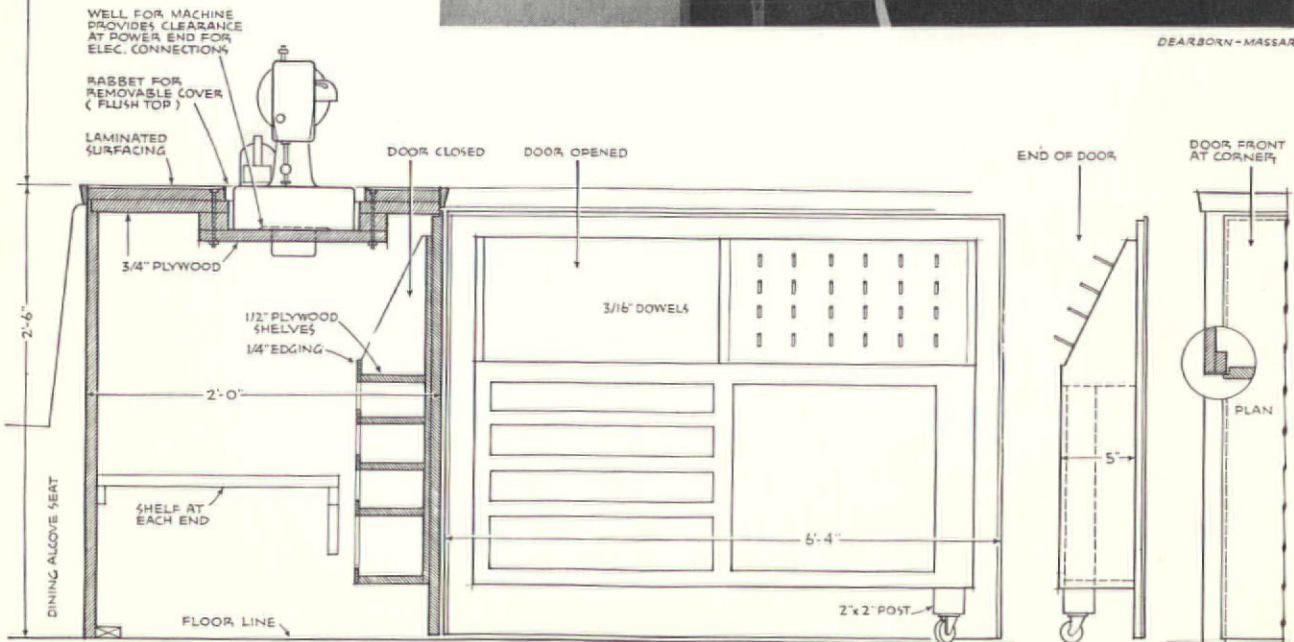 WELL FOR MACHINE
PROVIDES CLEARANCE
AT POWER END FOR
ELEC. CONNECTIONS
DEARBORN-MASSAR
RABBET FOR
REMOVABLE COVER
(FLUSH TOP)
LAMINATED
SURFACING
DOOR CLOSED
DOOR OPENED
END OF DOOR
DOOR FRONT
AT CORNER
3/4" PLYWOOD
1/2" PLYWOOD
SHELVES
1/4" EDGING
3/16" DOWELS
2'-6"
2'-0"
PLAN
5"
SHELF AT
EACH END
DINING ALCOVE SEAT
6'-4"
2"x2" POST
FLOOR LINE